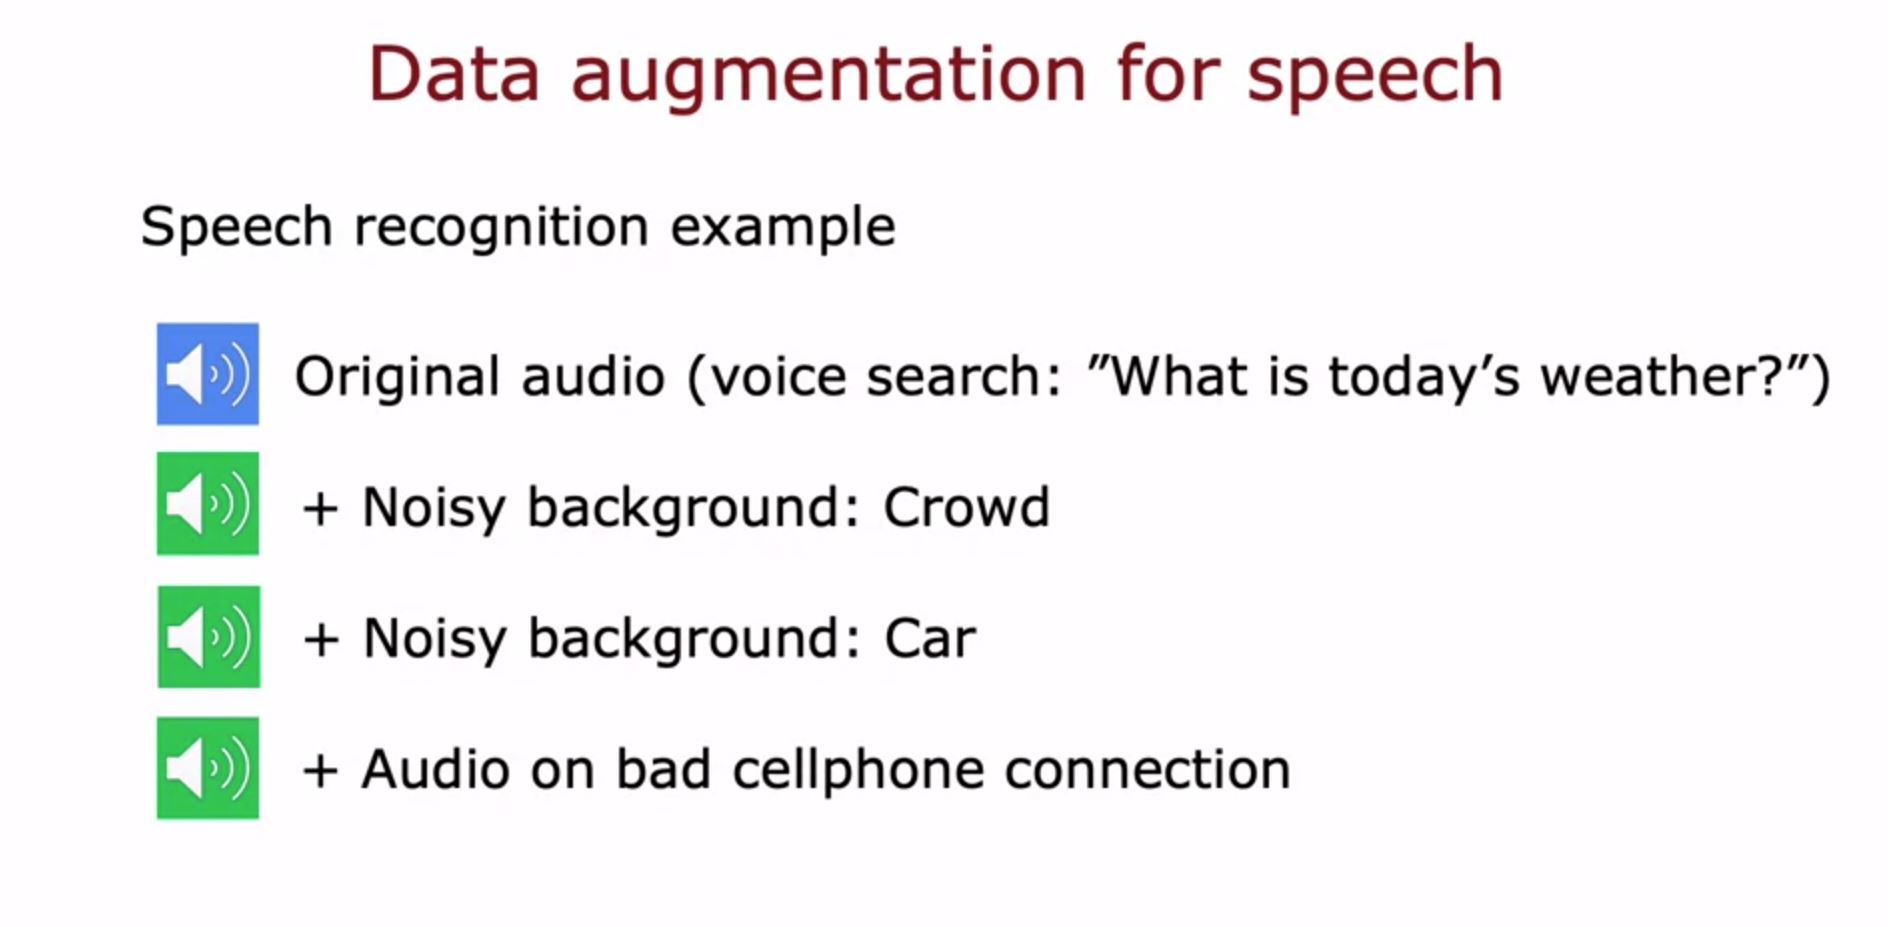 Data augmentation for speech
Speech recognition example
Original audio (voice search: ”What is today’s weather?”)
+ Noisy background: Crowd
+ Noisy background: Car
+ Audio on bad cellphone connection